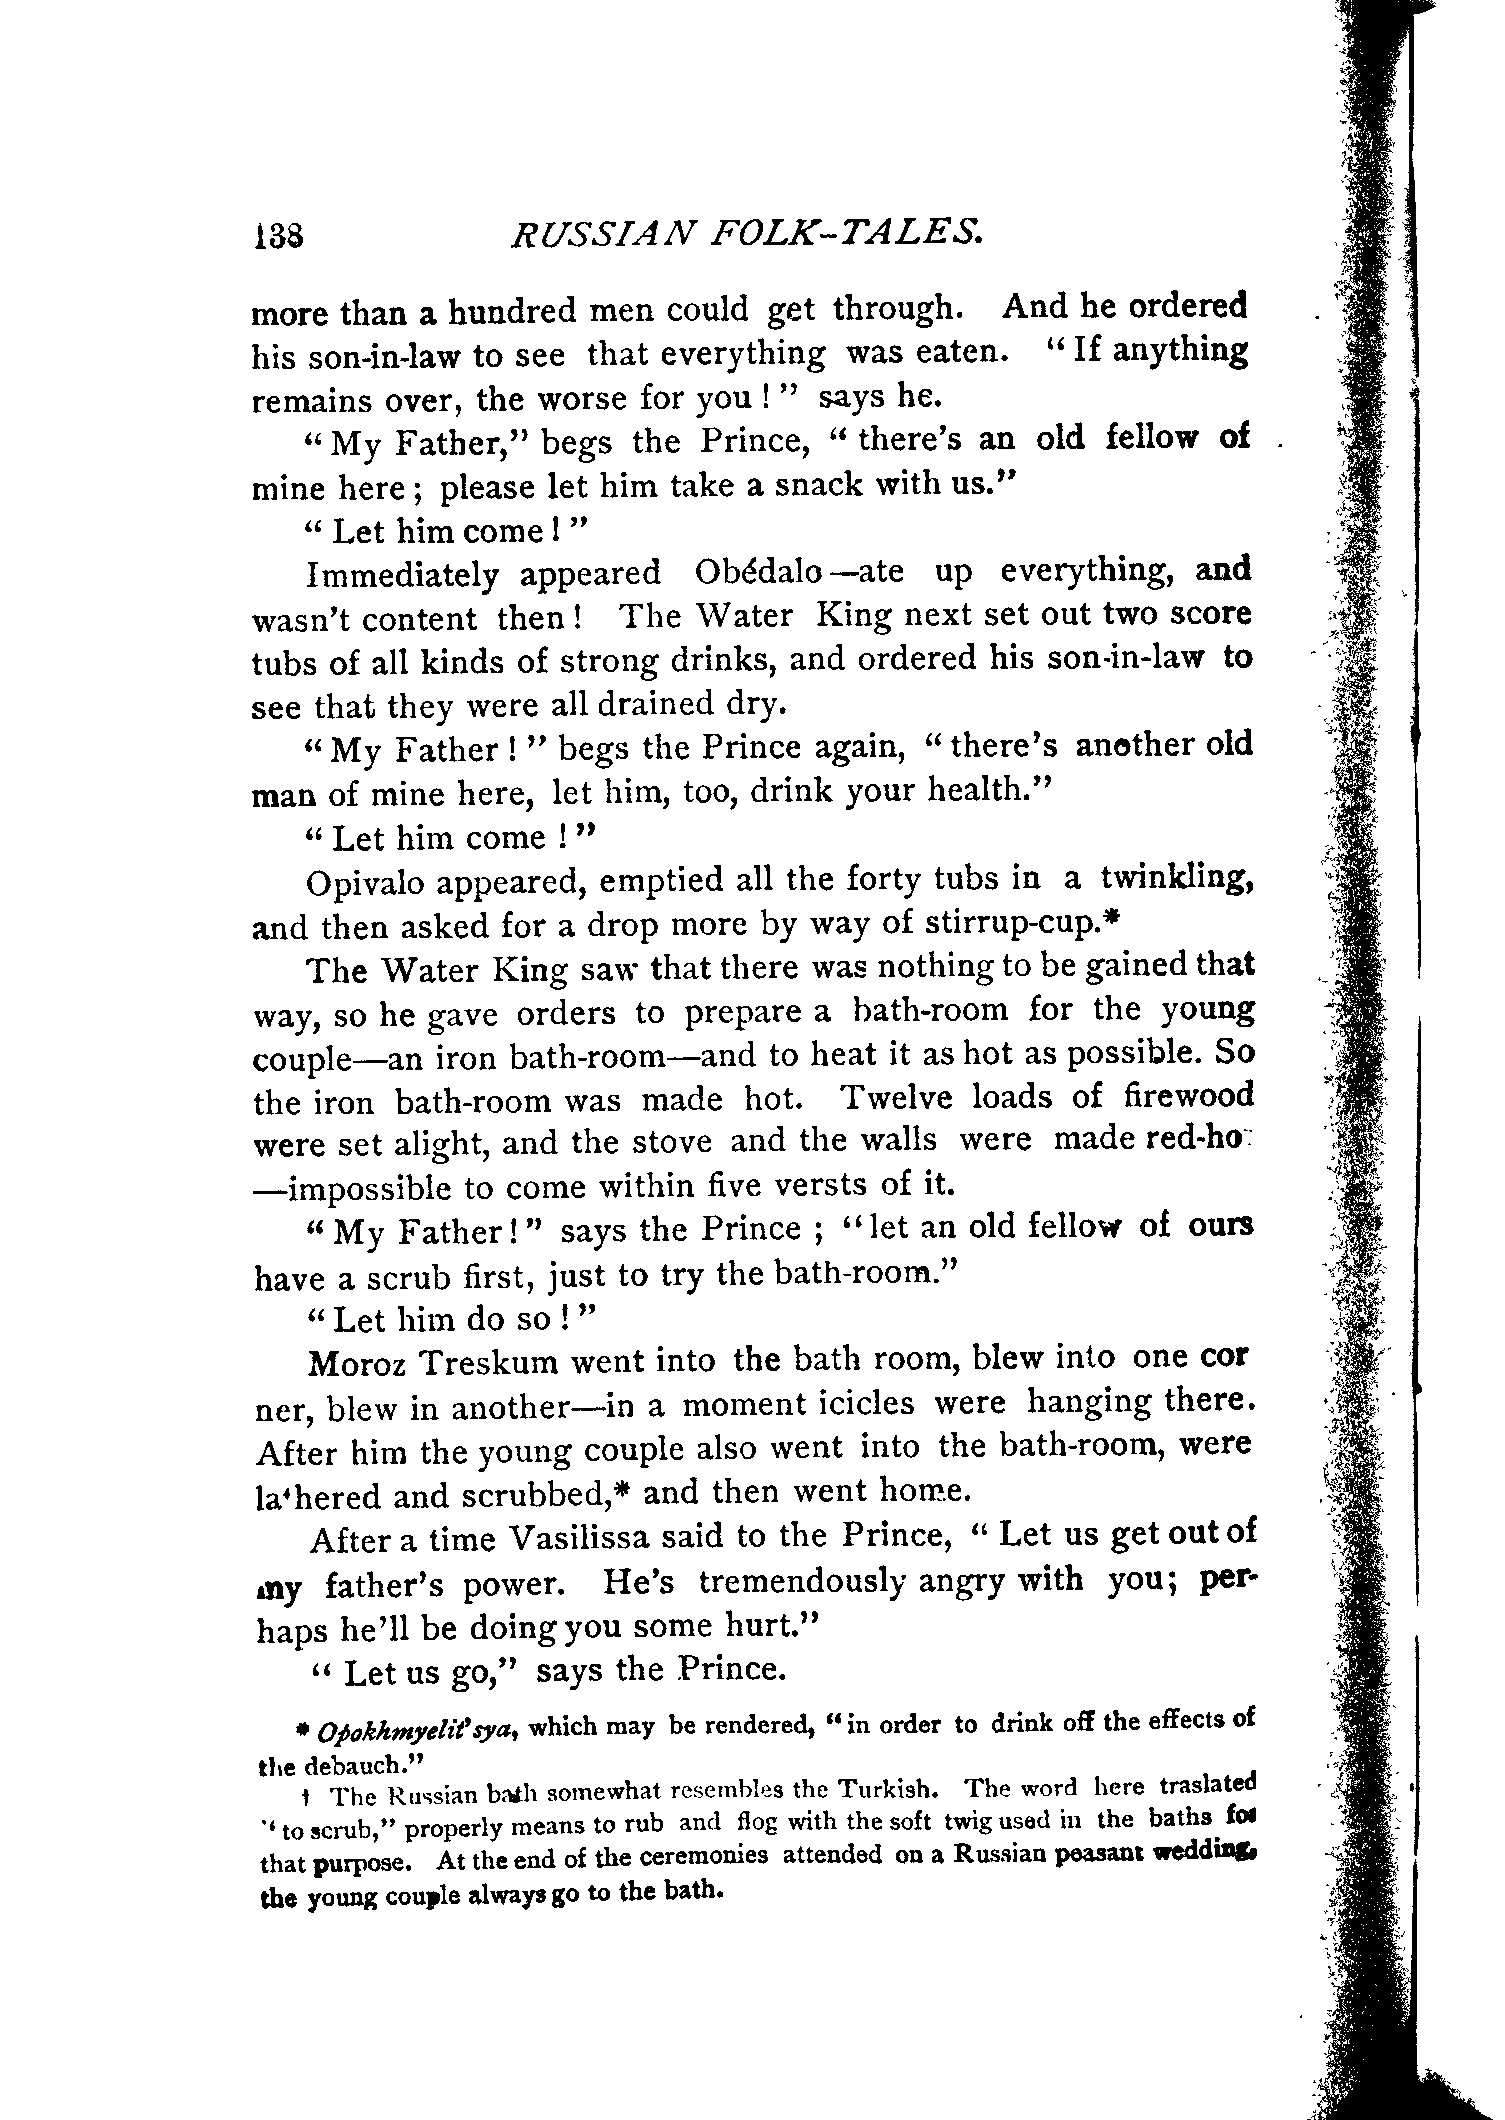 138 RUSSIAN FOLK-TALES.
more than a hundred men could get through. And he ordered
his son-in-law to see that everything was eaten. "If anything
remains over, the worse for you!" says he.
"My Father," begs the Prince, "there's an old fellow of
mine here; please let him take a snack with us."
"Let him come!"
Immediately appeared Obédalo—ate up everything, and
wasn't content then! The Water King next set out two score
tubs of all kinds of strong drinks, and ordered his son-in-law to
see that they were all drained dry.
"My Father!" begs the Prince again, "there's another old
man of mine here, let him, too, drink your health."
"Let him come!"
Opivalo appeared, emptied all the forty tubs in a twinkling,
and then asked for a drop more by way of stirrup-cup.*
The Water King saw that there was nothing to be gained that
way, so he gave orders to prepare a bath-room for the young
couple—an iron bath-room—and to heat it as hot as possible. So
the iron bath-room was made hot. Twelve loads of firewood
were set alight, and the stove and the walls were made red-hot
—impossible to come within five versts of it.
"My Father!" says the Prince; "let an old fellow of ours
have a scrub first, just to try the bath-room."
"Let him do so!"
Moroz Treskum went into the bath room, blew into one cor
ner, blew in another—in a moment icicles were hanging there.
After him the young couple also went into the bath-room, were
lathered and scrubbed,* and then went home.
After a time Vasilissa said to the Prince, "Let us get out of
my father's power. He's tremendously angry with you; per-
haps he'll be doing you some hurt."
"Let us go," says the Prince.
* Opokhmyelit'sya, which may be rendered, "in order to drink off the effects of
the debauch."
† The Russian bath somewhat resembles the Turkish. The word here traslated
"to scrub," properly means to rub and flog with the soft twig used in the baths for
that purpose. At the end of the ceremonies attended on a Russian peasant wedding,
the young couple always go to the bath.